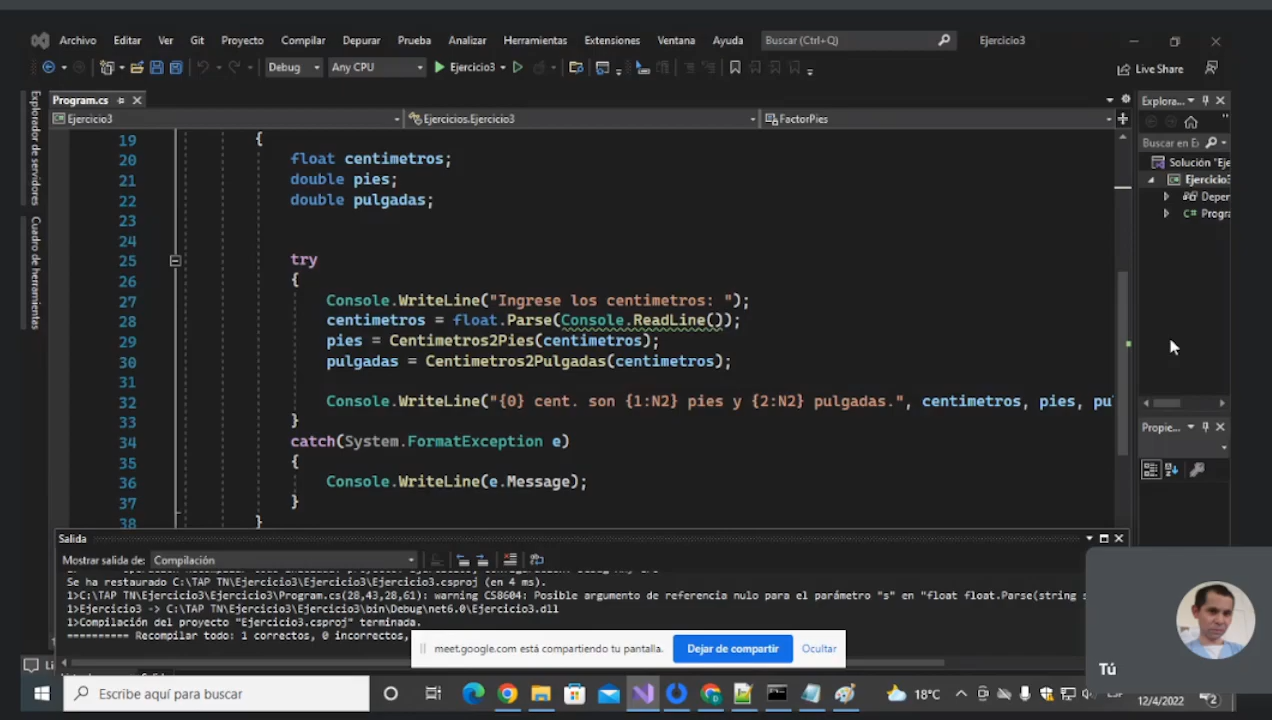 Archivo Editar Ver Git Proyecto Compilar Depurar Prueba Analizar Herramientas Extensiones Ventana Ayuda Buscar (Ctrl+Q) Ejercicio3
Debug Any CPU Ejercicio3 Live Share
Explorador de servidores
Cuadro de herramientas
Program.cs
Ejercicio3 Ejercicios.Ejercicio3 FactorPies
19 {
20 float centimetros;
21 double pies;
22 double pulgadas;
23
24
25 try
26 {
27 Console.WriteLine("Ingrese los centimetros: ");
28 centimetros = float.Parse(Console.ReadLine());
29 pies = Centimetros2Pies(centimetros);
30 pulgadas = Centimetros2Pulgadas(centimetros);
31
32 Console.WriteLine("{0} cent. son {1:N2} pies y {2:N2} pulgadas.", centimetros, pies, pu
33 }
34 catch(System.FormatException e)
35 {
36 Console.WriteLine(e.Message);
37 }
38 }
Explora...
Buscar en E
Solución "Eje
Ejercicio3
Deper
C# Progra
Propie...
Salida
Mostrar salida de: Compilación
Se ha restaurado C:\TAP TN\Ejercicio3\Ejercicio3\Ejercicio3.csproj (en 4 ms).
1>C:\TAP TN\Ejercicio3\Ejercicio3\Program.cs(28,43,28,61): warning CS8604: Posible argumento de referencia nulo para el parámetro "s" en "float float.Parse(string s
1>Ejercicio3 -> C:\TAP TN\Ejercicio3\Ejercicio3\bin\Debug\net6.0\Ejercicio3.dll
1>Compilación del proyecto "Ejercicio3.csproj" terminada.
========== Recompilar todo: 1 correctos, 0 incorrectos,
meet.google.com está compartiendo tu pantalla. Dejar de compartir Ocultar
Tú
Escribe aquí para buscar
18°C
12/4/2022
2